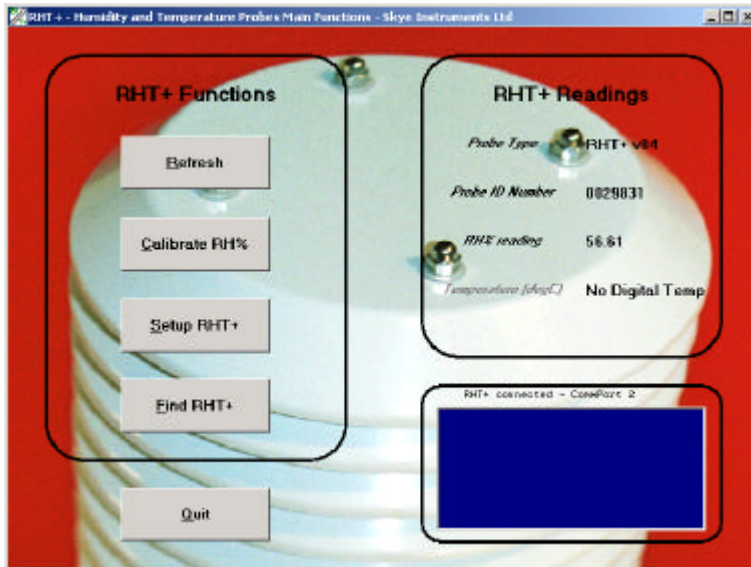 RHT+ - Humidity and Temperature Probes Main Functions - Skye Instruments Ltd
RHT+ Functions
Refresh
Calibrate RH%
Setup RHT+
Find RHT+
Quit
RHT+ Readings
Probe Type RHT+ v84
Probe ID Number 0029831
RH% reading 56.61
Temperature (degC) No Digital Temp
RHT+ connected - CommPort 2